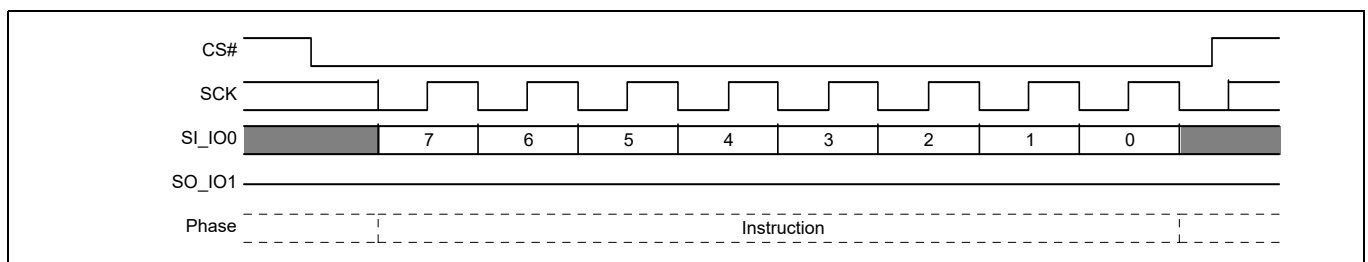 CS#
SCK
SI_IO0 7 6 5 4 3 2 1 0
SO_IO1
Phase Instruction